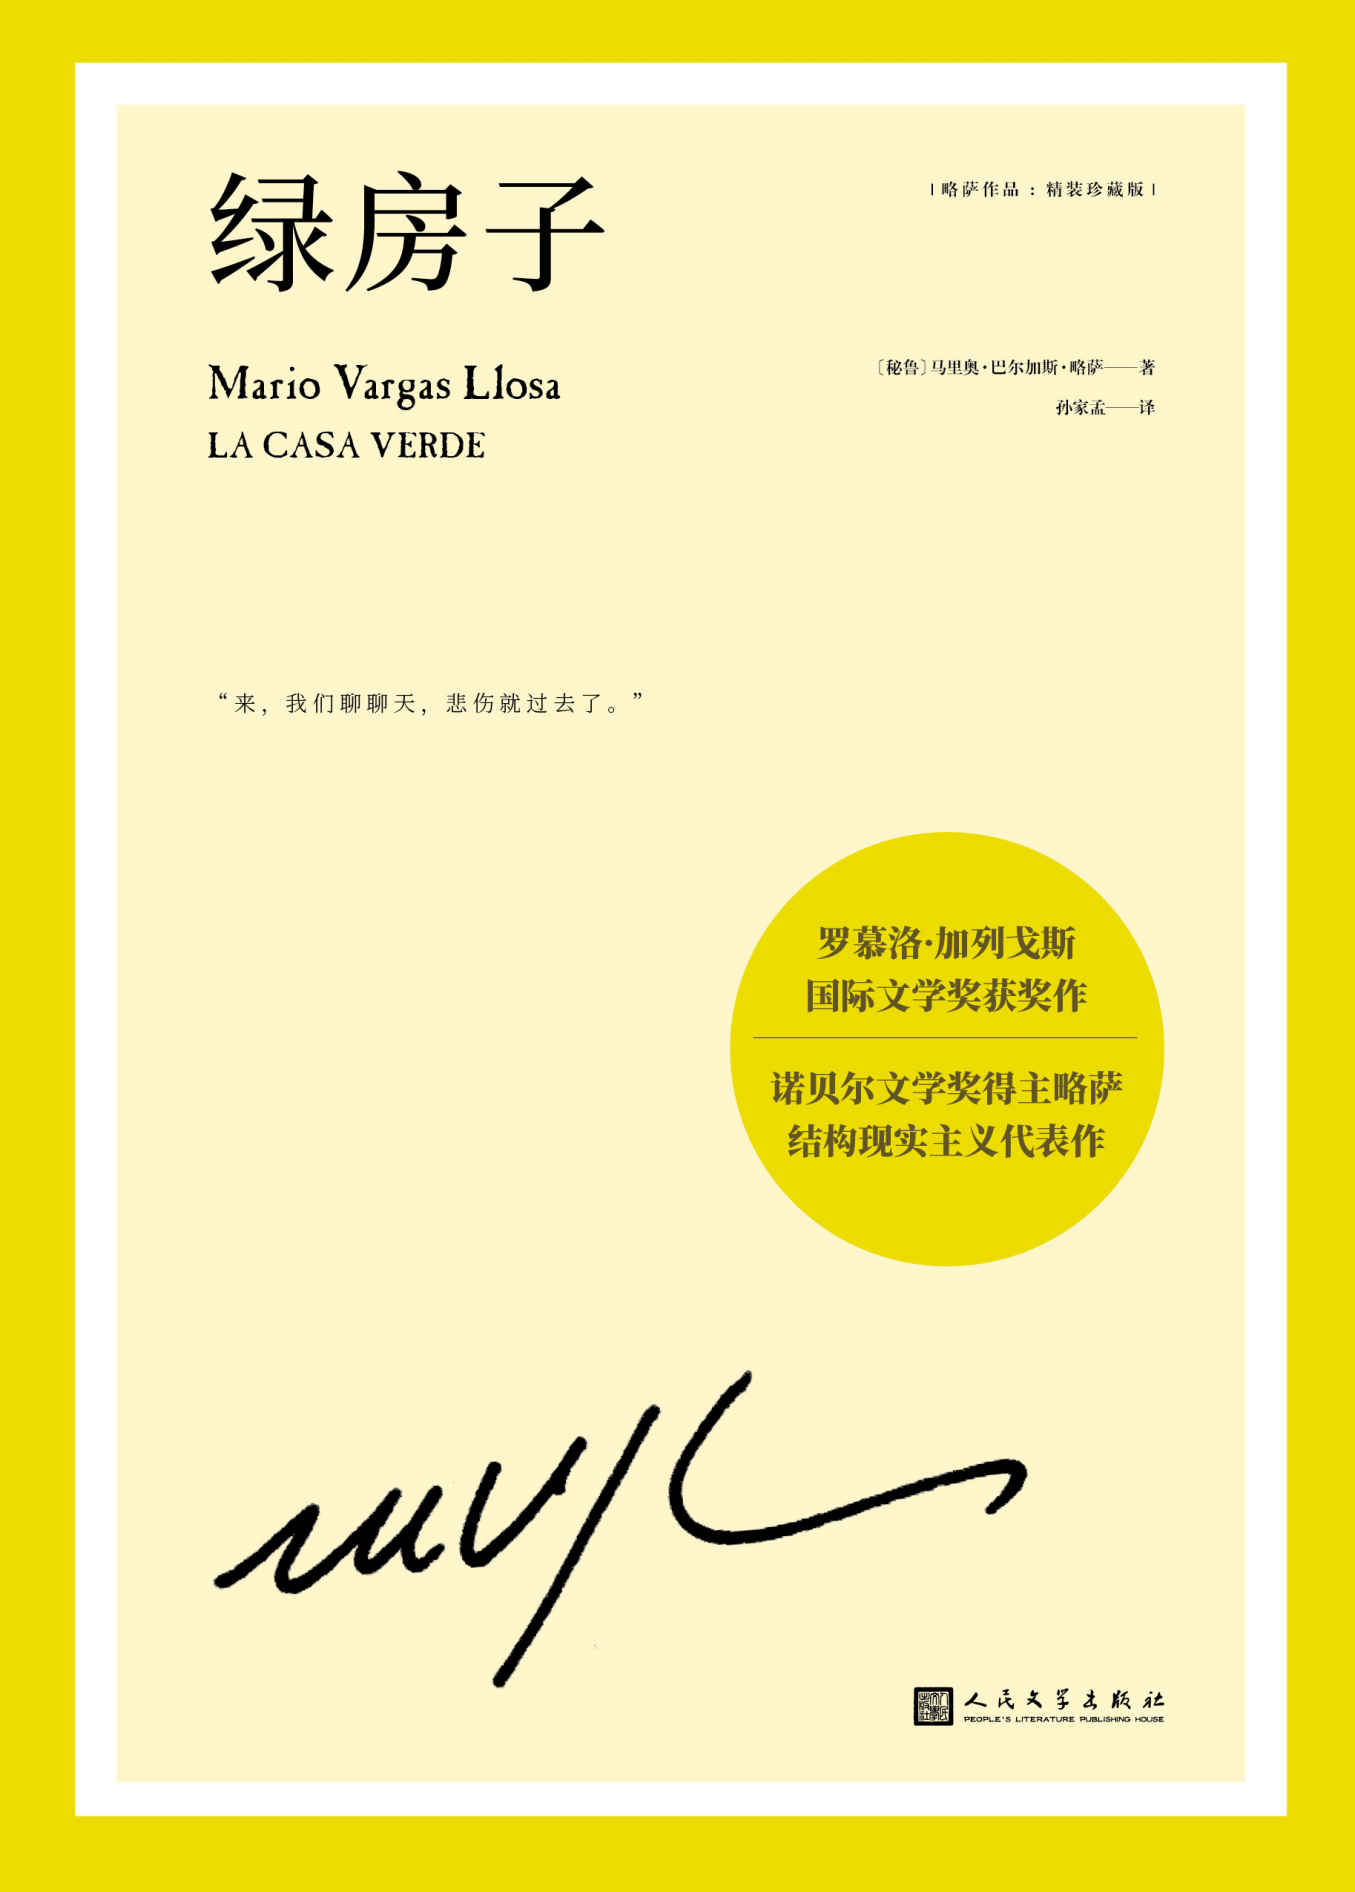 绿房子
|略萨作品:精装珍藏版|
Mario Vargas Llosa
LA CASA VERDE
〔秘鲁〕马里奥·巴尔加斯·略萨——著
孙家孟——译
“来，我们聊聊天，悲伤就过去了。”
罗慕洛·加列戈斯
国际文学奖获奖作
诺贝尔文学奖得主略萨
结构现实主义代表作
人民文学出版社
PEOPLE'S LITERATURE PUBLISHING HOUSE